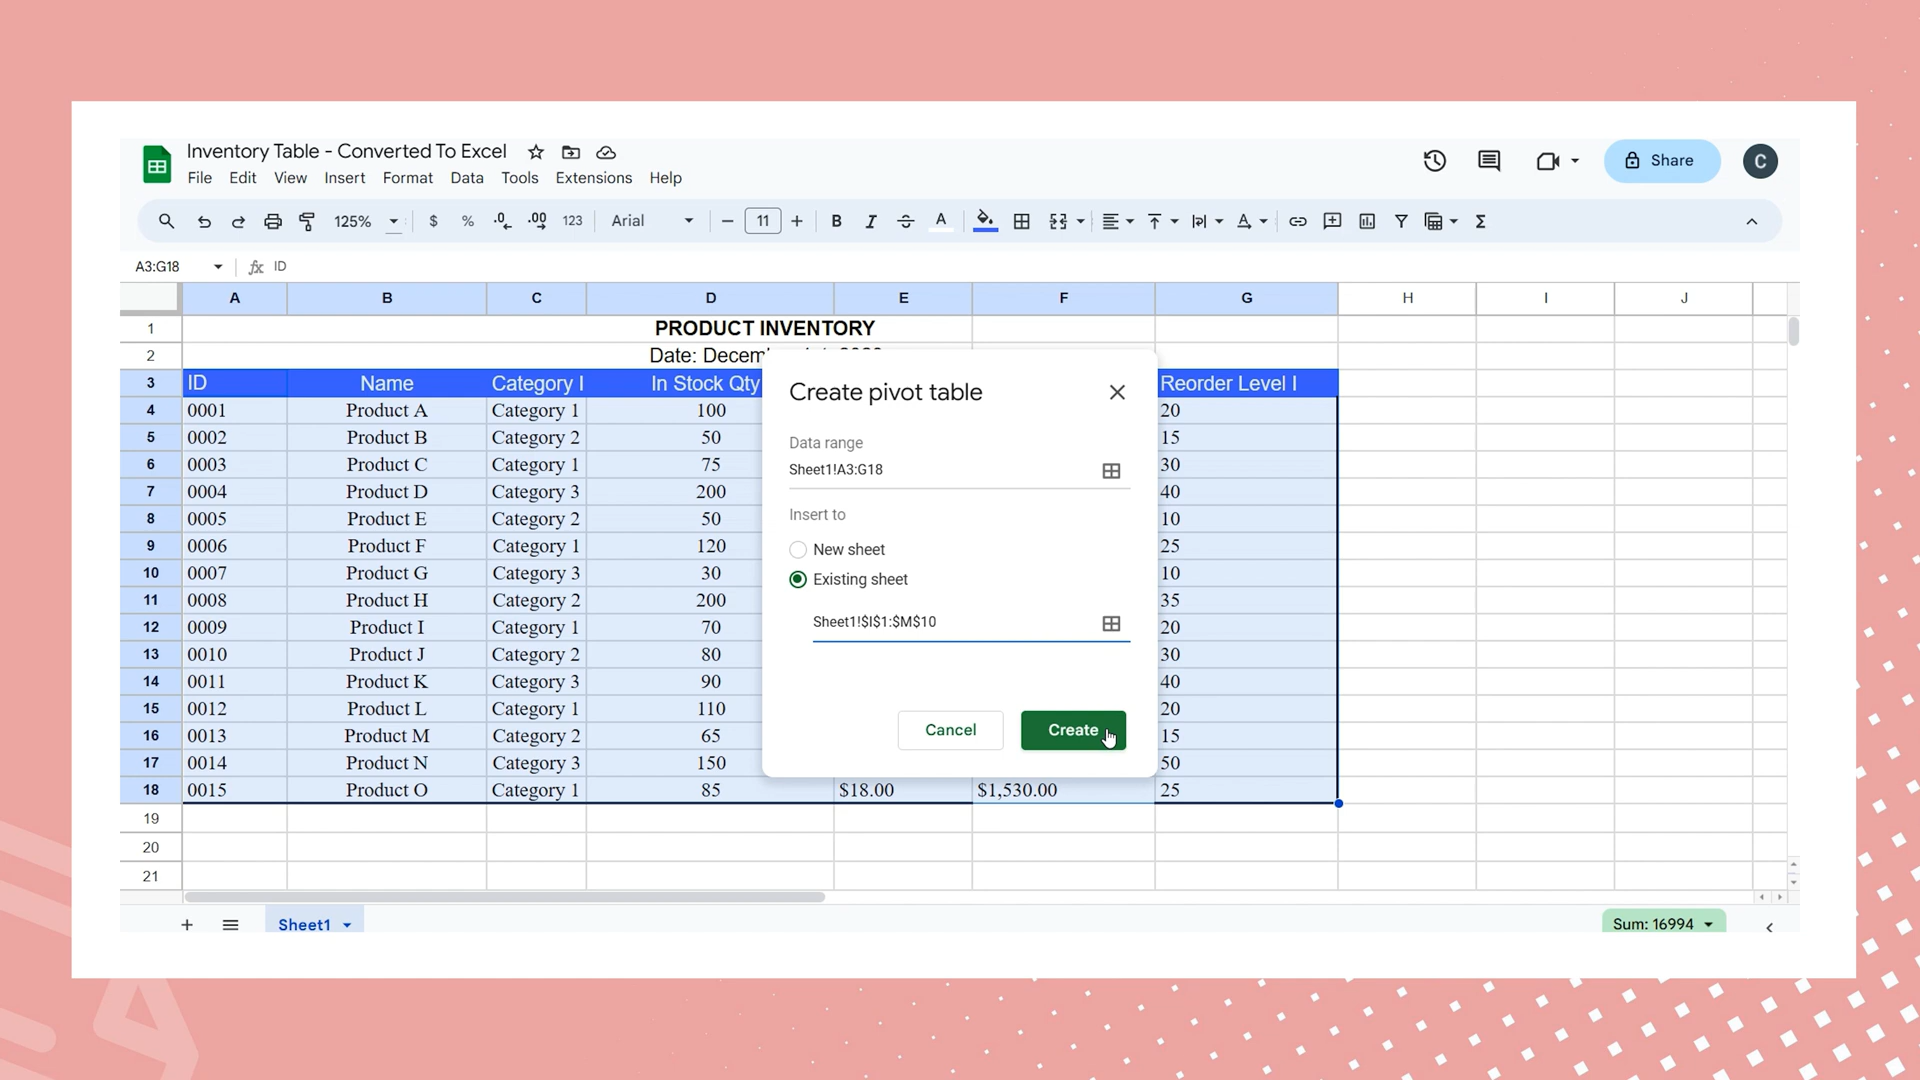 Inventory Table - Converted To Excel
File Edit View Insert Format Data Tools Extensions Help
Share
C
125% $ % .0 .00 123 Arial 11 B I A
A3:G18 fx ID
A B C D E F G H I J
1 PRODUCT INVENTORY
2 Date: Decem
3 ID Name Category I In Stock Qty Reorder Level I
4 0001 Product A Category 1 100 20
5 0002 Product B Category 2 50 15
6 0003 Product C Category 1 75 30
7 0004 Product D Category 3 200 40
8 0005 Product E Category 2 50 10
9 0006 Product F Category 1 120 25
10 0007 Product G Category 3 30 10
11 0008 Product H Category 2 200 35
12 0009 Product I Category 1 70 20
13 0010 Product J Category 2 80 30
14 0011 Product K Category 3 90 40
15 0012 Product L Category 1 110 20
16 0013 Product M Category 2 65 15
17 0014 Product N Category 3 150 50
18 0015 Product O Category 1 85 $18.00 $1,530.00 25
19
20
21
Create pivot table
Data range
Sheet1!A3:G18
Insert to
New sheet
Existing sheet
Sheet1!$I$1:$M$10
Cancel Create
Sheet1
Sum: 16994